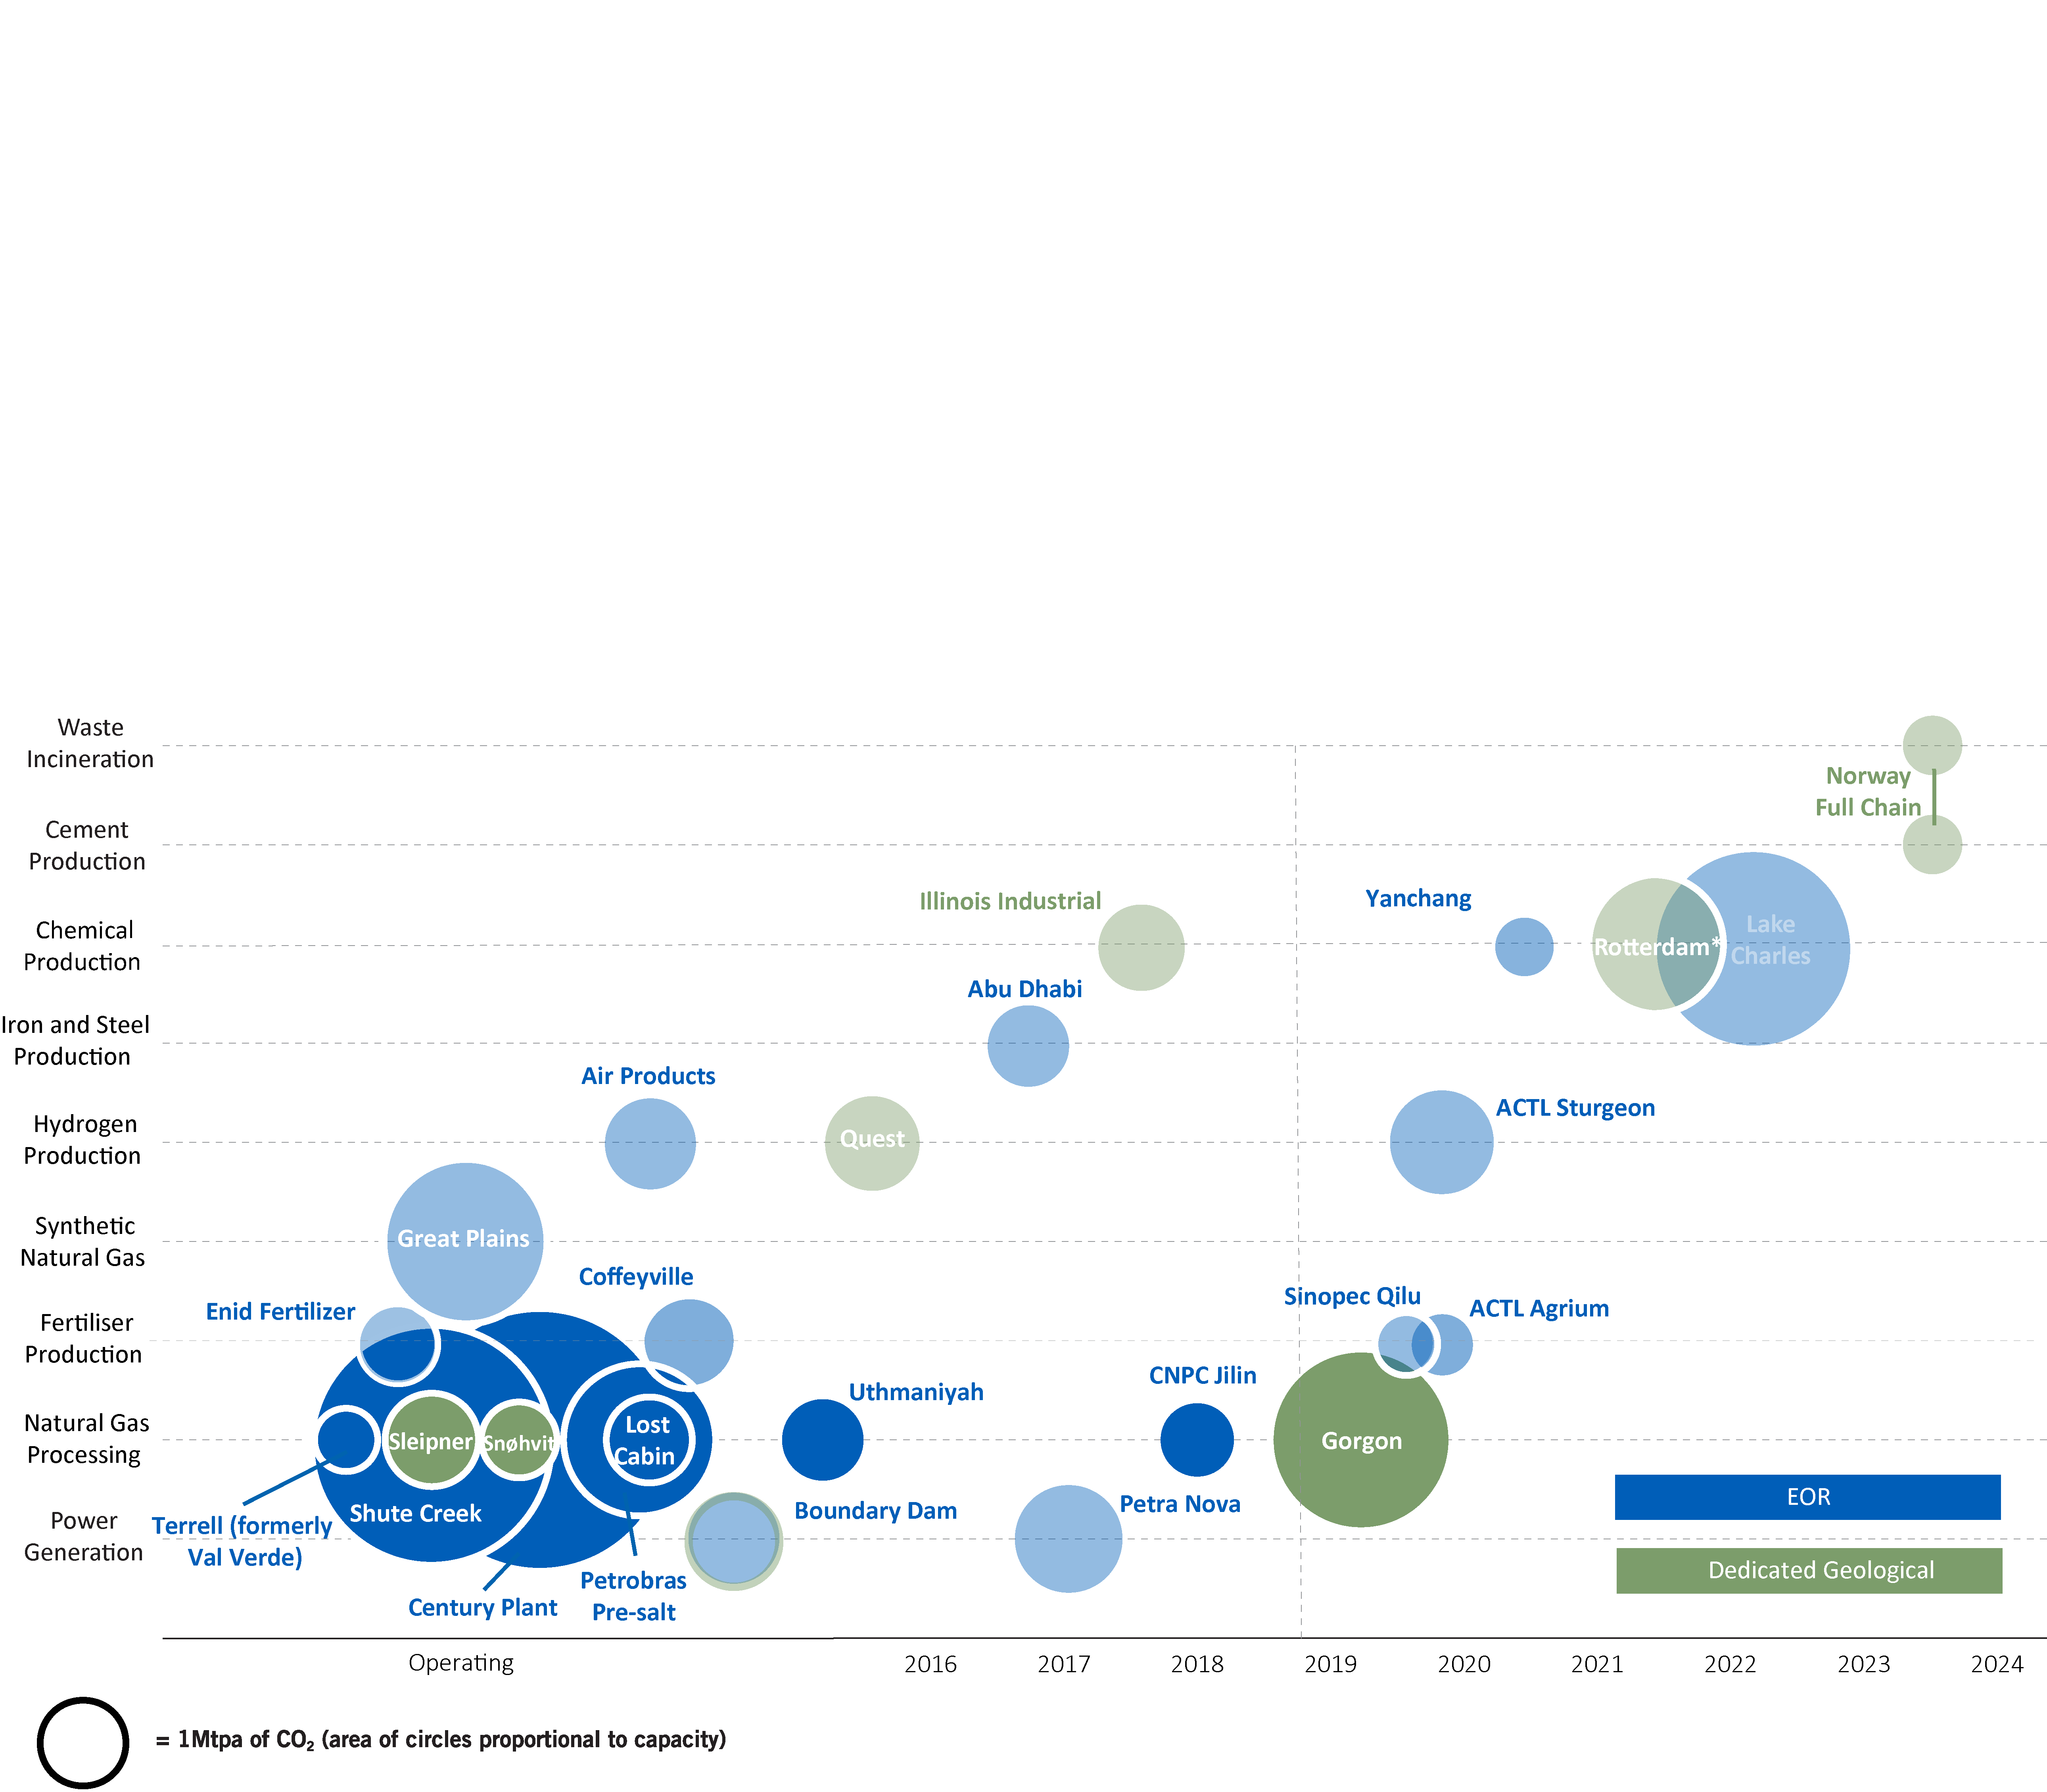 Waste
Incineration
Norway
Full Chain
Cement
Production
Illinois Industrial
Yanchang
Chemical
Production
Rotterdam*
Lake
Charles
Abu Dhabi
Iron and Steel
Production
Air Products
ACTL Sturgeon
Hydrogen
Production
Quest
Synthetic
Natural Gas
Great Plains
Coffeyville
Sinopec Qilu
ACTL Agrium
Enid Fertilizer
Fertiliser
Production
CNPC Jilin
Uthmaniyah
Natural Gas
Processing
Sleipner
Snøhvit
Lost
Cabin
Gorgon
Shute Creek
Boundary Dam
Petra Nova
EOR
Power
Generation
Terrell (formerly
Val Verde)
Dedicated Geological
Century Plant
Petrobras
Pre-salt
Operating 2016 2017 2018 2019 2020 2021 2022 2023 2024
= 1Mtpa of CO₂ (area of circles proportional to capacity)